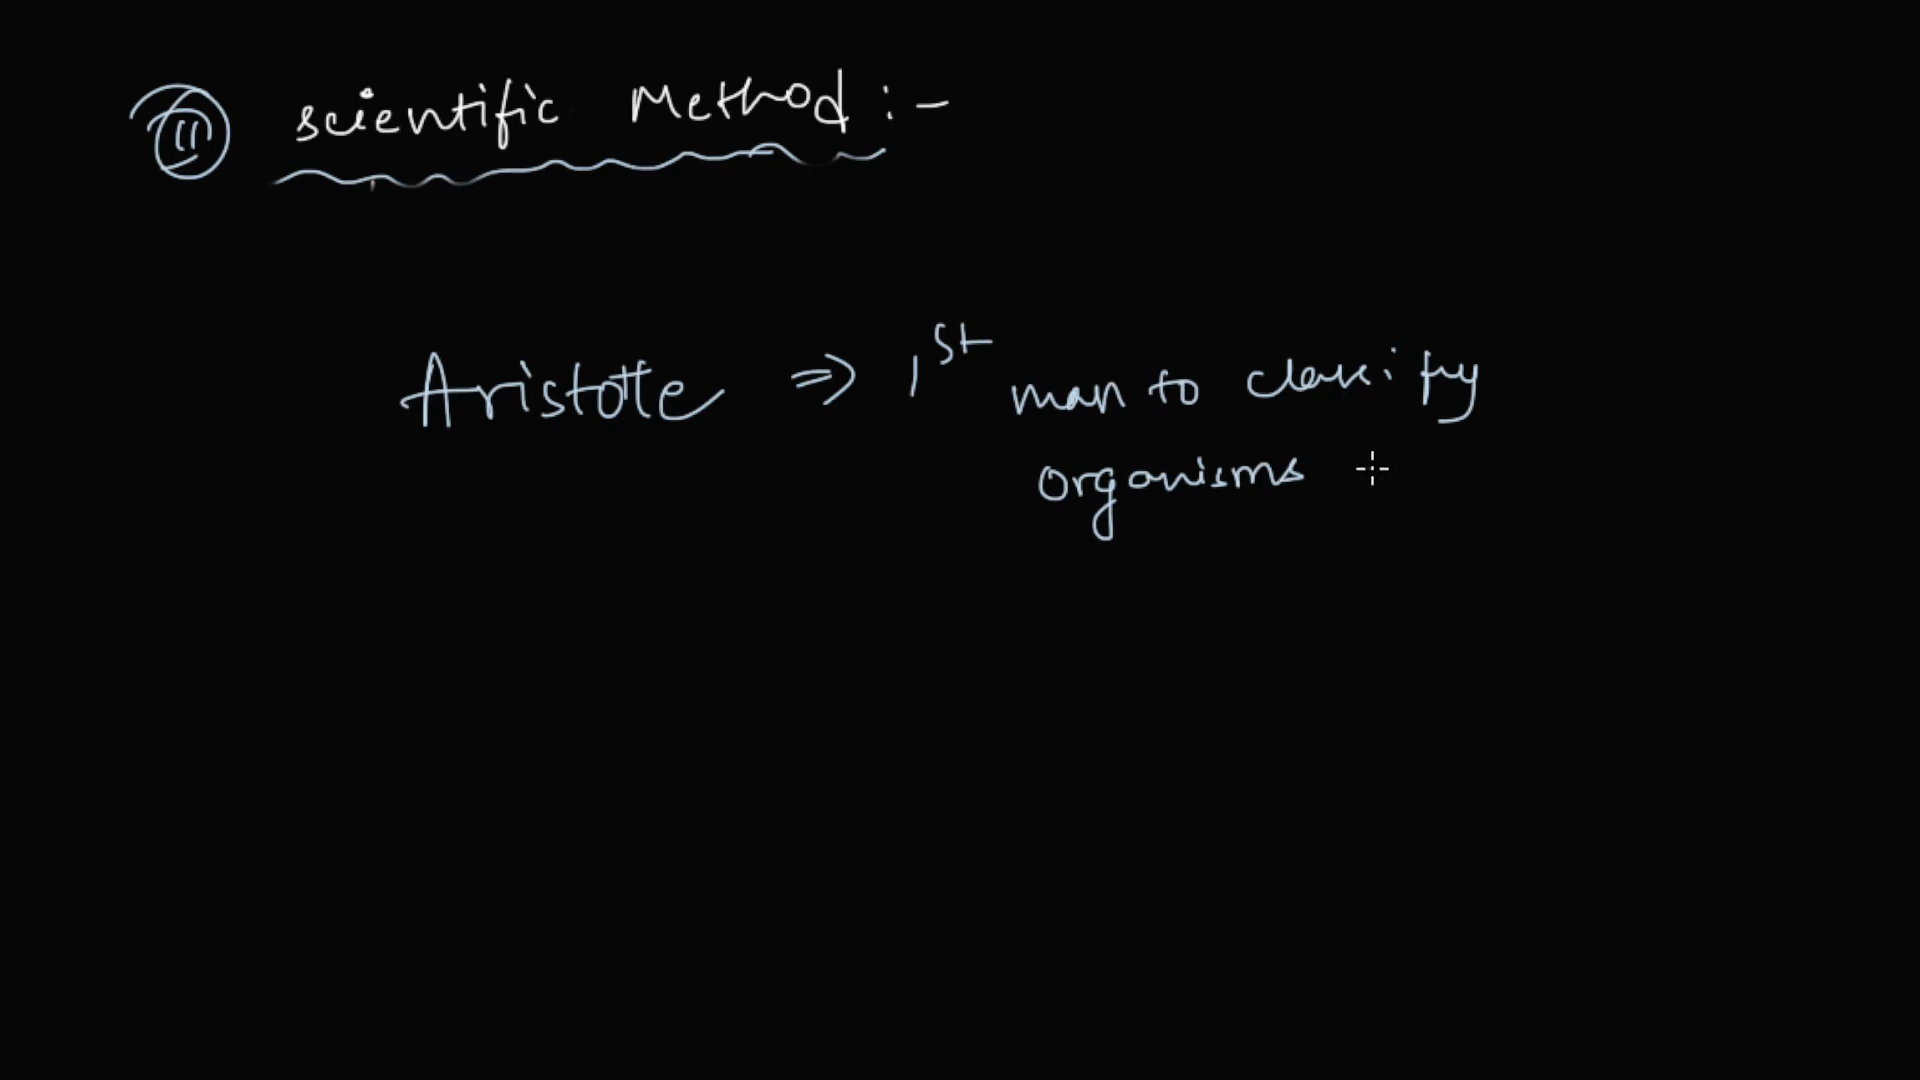 (11) scientific Method :-
Aristotle ⇒ 1st man to classify
organisms